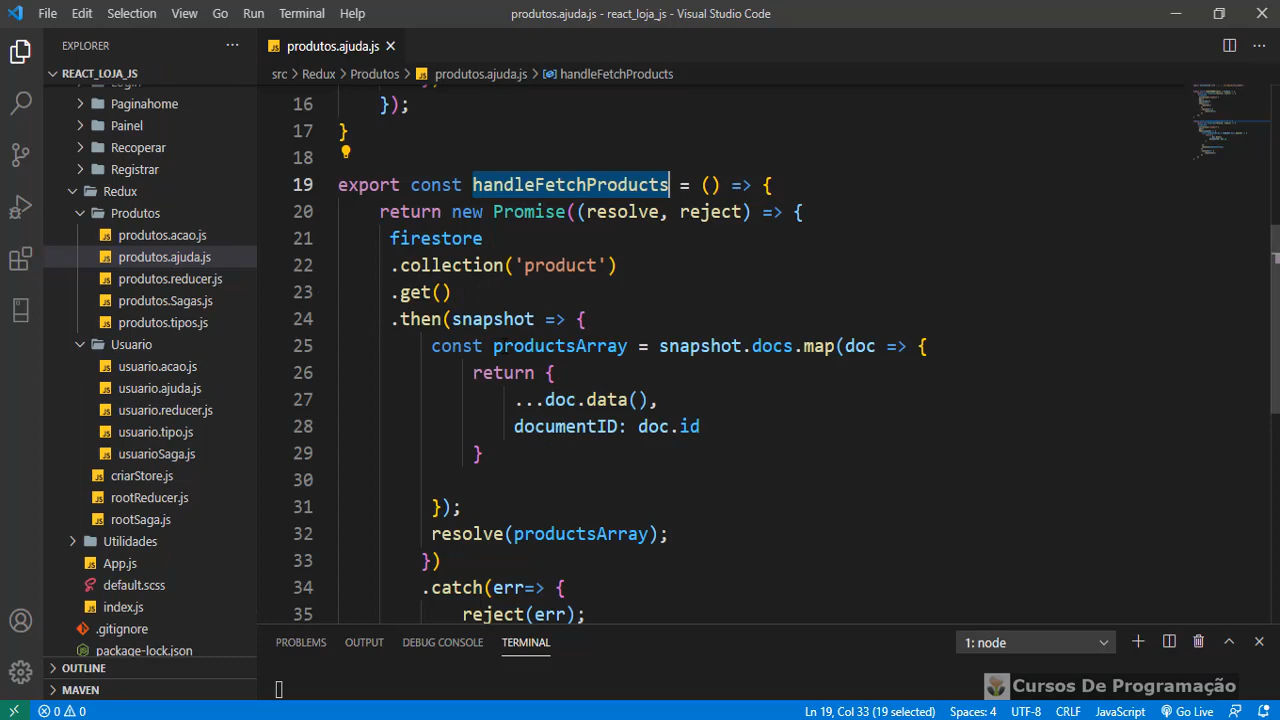 File Edit Selection View Go Run Terminal Help produtos.ajuda.js - react_loja_js - Visual Studio Code
EXPLORER
REACT_LOJA_JS
Paginahome
Painel
Recoperar
Registrar
Redux
Produtos
produtos.acao.js
produtos.ajuda.js
produtos.reducer.js
produtos.Sagas.js
produtos.tipos.js
Usuario
usuario.acao.js
usuario.ajuda.js
usuario.reducer.js
usuario.tipo.js
usuarioSaga.js
criarStore.js
rootReducer.js
rootSaga.js
Utilidades
App.js
default.scss
index.js
.gitignore
package-lock.json
OUTLINE
MAVEN
produtos.ajuda.js
src > Redux > Produtos > produtos.ajuda.js > handleFetchProducts
16 });
17 }
18
19 export const handleFetchProducts = () => {
20 return new Promise((resolve, reject) => {
21 firestore
22 .collection('product')
23 .get()
24 .then(snapshot => {
25 const productsArray = snapshot.docs.map(doc => {
26 return {
27 ...doc.data(),
28 documentID: doc.id
29 }
30
31 });
32 resolve(productsArray);
33 })
34 .catch(err=> {
35 reject(err);
PROBLEMS OUTPUT DEBUG CONSOLE TERMINAL 1: node
Cursos De Programação
0 0 Ln 19, Col 33 (19 selected) Spaces: 4 UTF-8 CRLF JavaScript Go Live